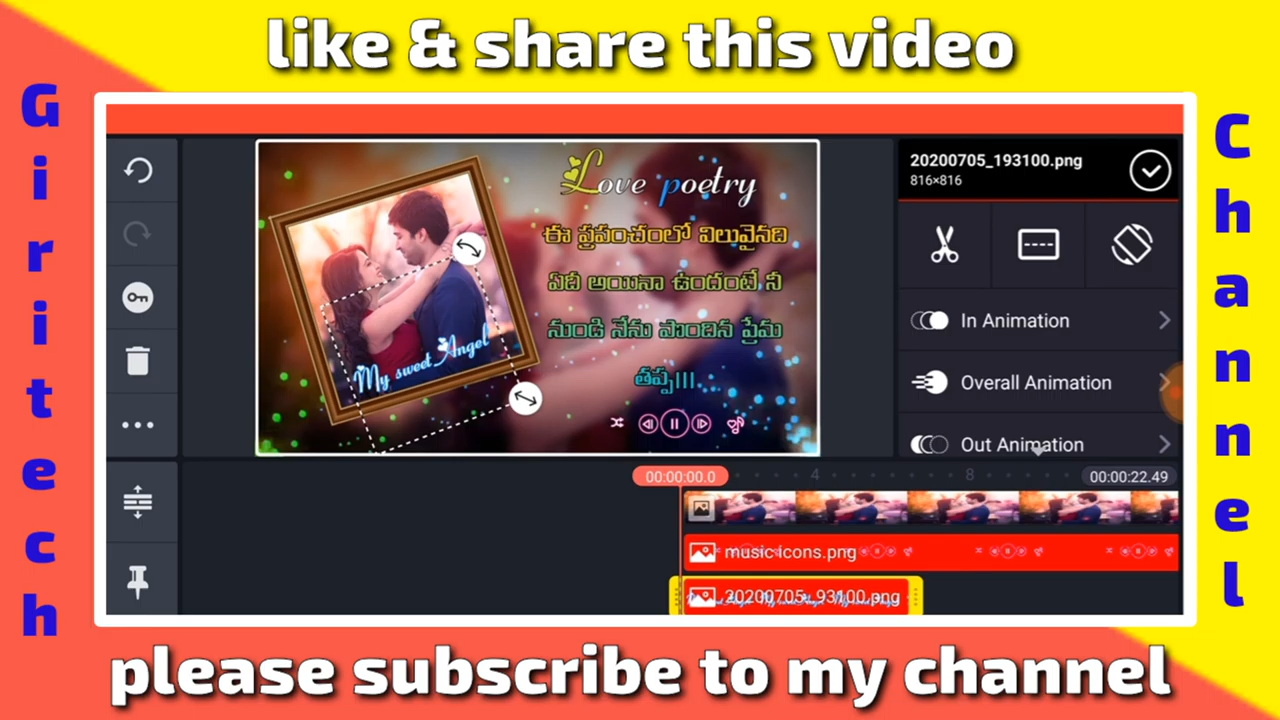 like & share this video
Giritech
Channel
20200705_193100.png
816×816
Love poetry
ఈ ప్రపంచంలో విలువైనది
ఏదీ అయినా ఉందంటే నీ
నుండి నేను పొందిన ప్రేమ
తప్ప!!!
My sweet Angel
In Animation
Overall Animation
Out Animation
00:00:00.0
4
8
00:00:22.49
music icons.png
20200705_193100.png
please subscribe to my channel